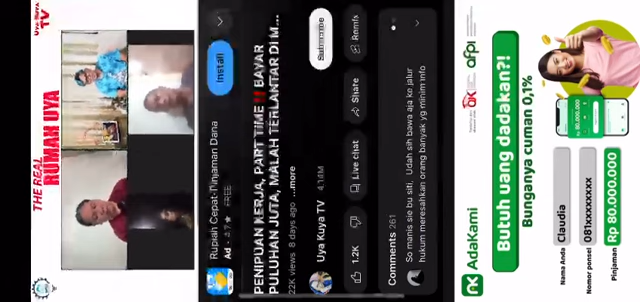 Uya Kuya
TV
THE REAL
RUMAH UYA
Rupiah Cepat-Pinjaman Dana
Ad · 4.7★ FREE
Install
PENIPUAN KERJA, PART TIME‼️ BAYAR
PULUHAN JUTA, MALAH TERLANTAR DI M...
22K views 8 days ago ...more
Uya Kuya TV 4.14M
Subscribe
1.2K
Live chat
Share
Remix
Comments 261
So manis sie bu siti, Udah sih bawa aja ke jalur
hukum meresahkan orang banyak yg minim info
AdaKami
afpi
Butuh uang dadakan?!
Bunganya cuman 0,1%
80.000.000
Nama Anda
Claudia
Nomor ponsel
081xxxxxxxxx
Pinjaman
Rp 80.000.000